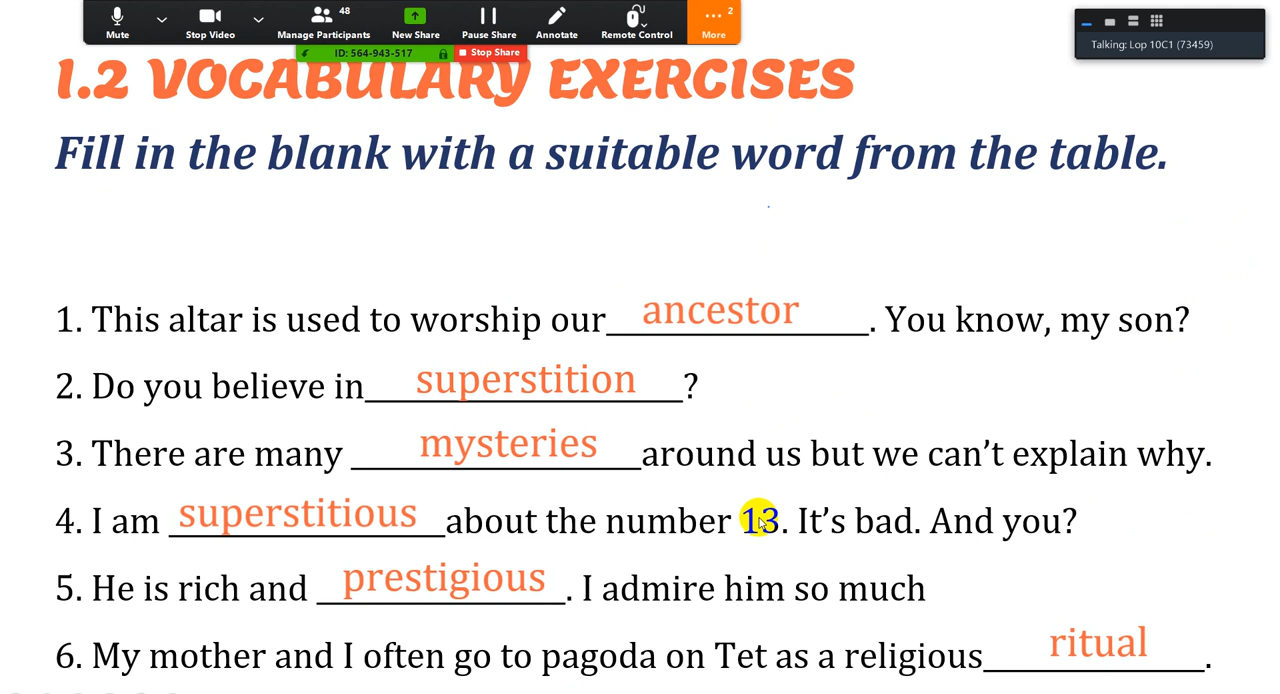 48 2
Mute Stop Video Manage Participants New Share Pause Share Annotate Remote Control More
ID: 564-943-517 Stop Share
Talking: Lop 10C1 (73459)
1.2 VOCABULARY EXERCISES
Fill in the blank with a suitable word from the table.
1. This altar is used to worship our ancestor. You know, my son?
2. Do you believe in superstition?
3. There are many mysteries around us but we can't explain why.
4. I am superstitious about the number 13. It's bad. And you?
5. He is rich and prestigious. I admire him so much
6. My mother and I often go to pagoda on Tet as a religious ritual.